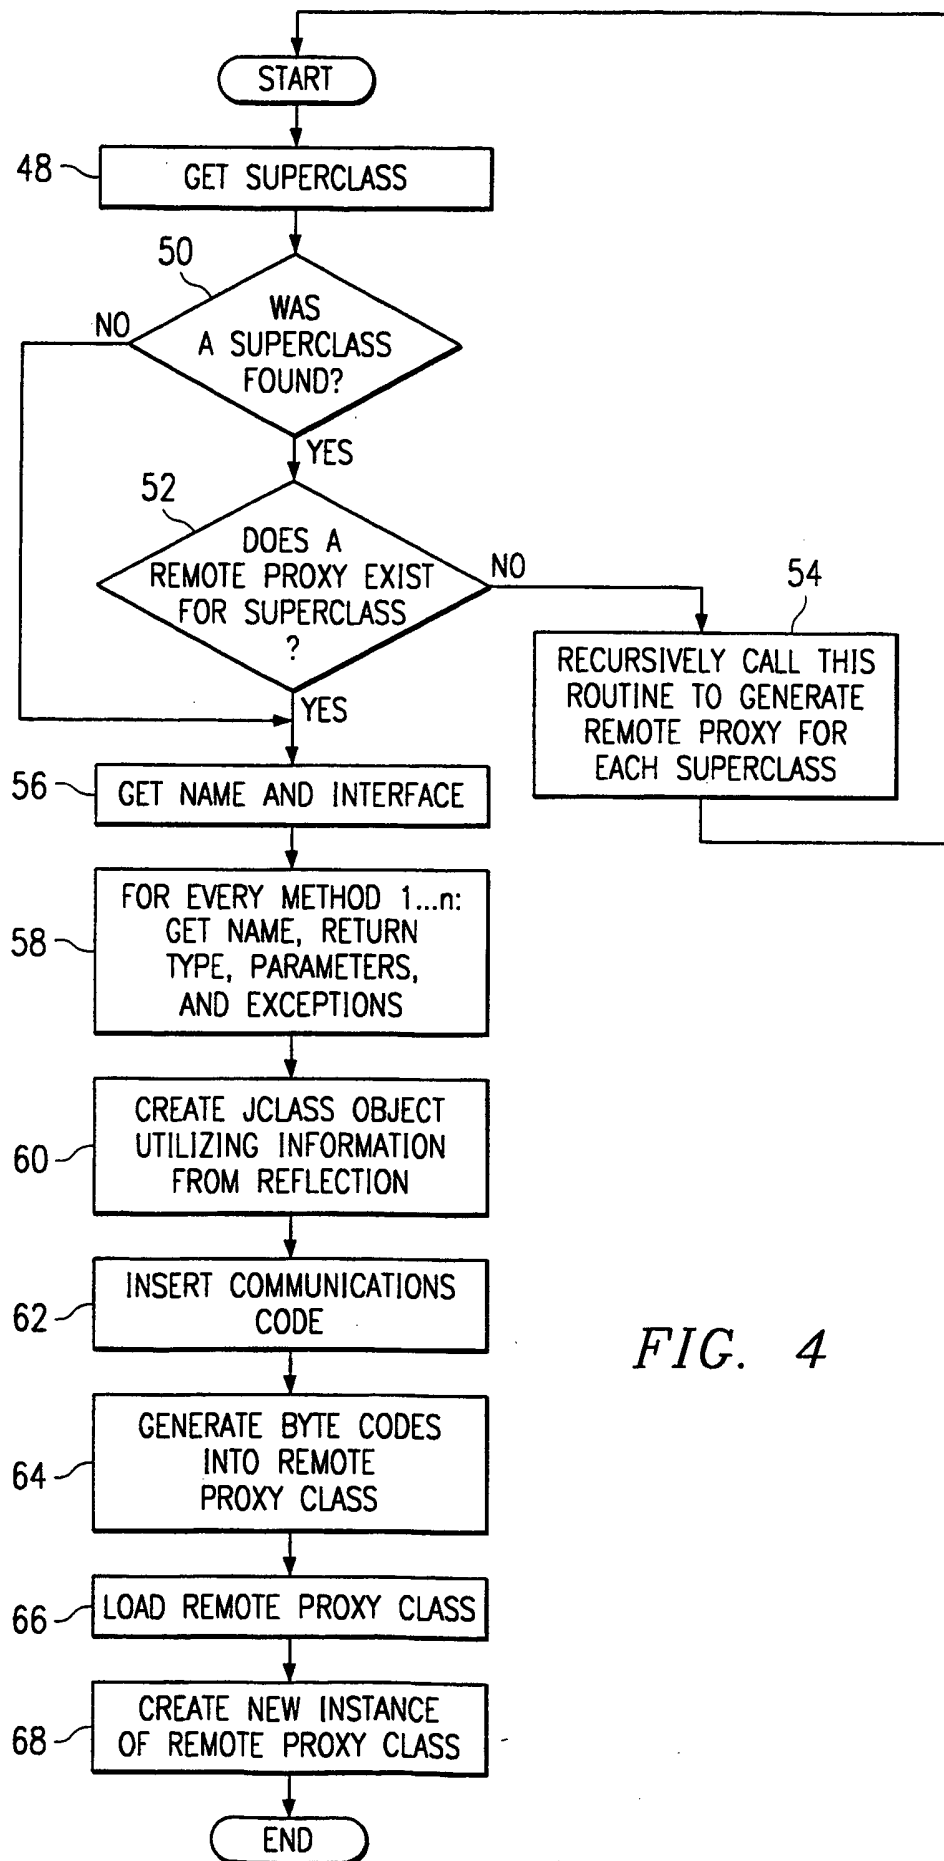 START
48
GET SUPERCLASS
50
WAS
A SUPERCLASS
FOUND?
NO
YES
52
DOES A
REMOTE PROXY EXIST
FOR SUPERCLASS
?
NO
YES
54
RECURSIVELY CALL THIS
ROUTINE TO GENERATE
REMOTE PROXY FOR
EACH SUPERCLASS
56
GET NAME AND INTERFACE
58
FOR EVERY METHOD 1...n:
GET NAME, RETURN
TYPE, PARAMETERS,
AND EXCEPTIONS
60
CREATE JCLASS OBJECT
UTILIZING INFORMATION
FROM REFLECTION
62
INSERT COMMUNICATIONS
CODE
FIG. 4
64
GENERATE BYTE CODES
INTO REMOTE
PROXY CLASS
66
LOAD REMOTE PROXY CLASS
68
CREATE NEW INSTANCE
OF REMOTE PROXY CLASS
END